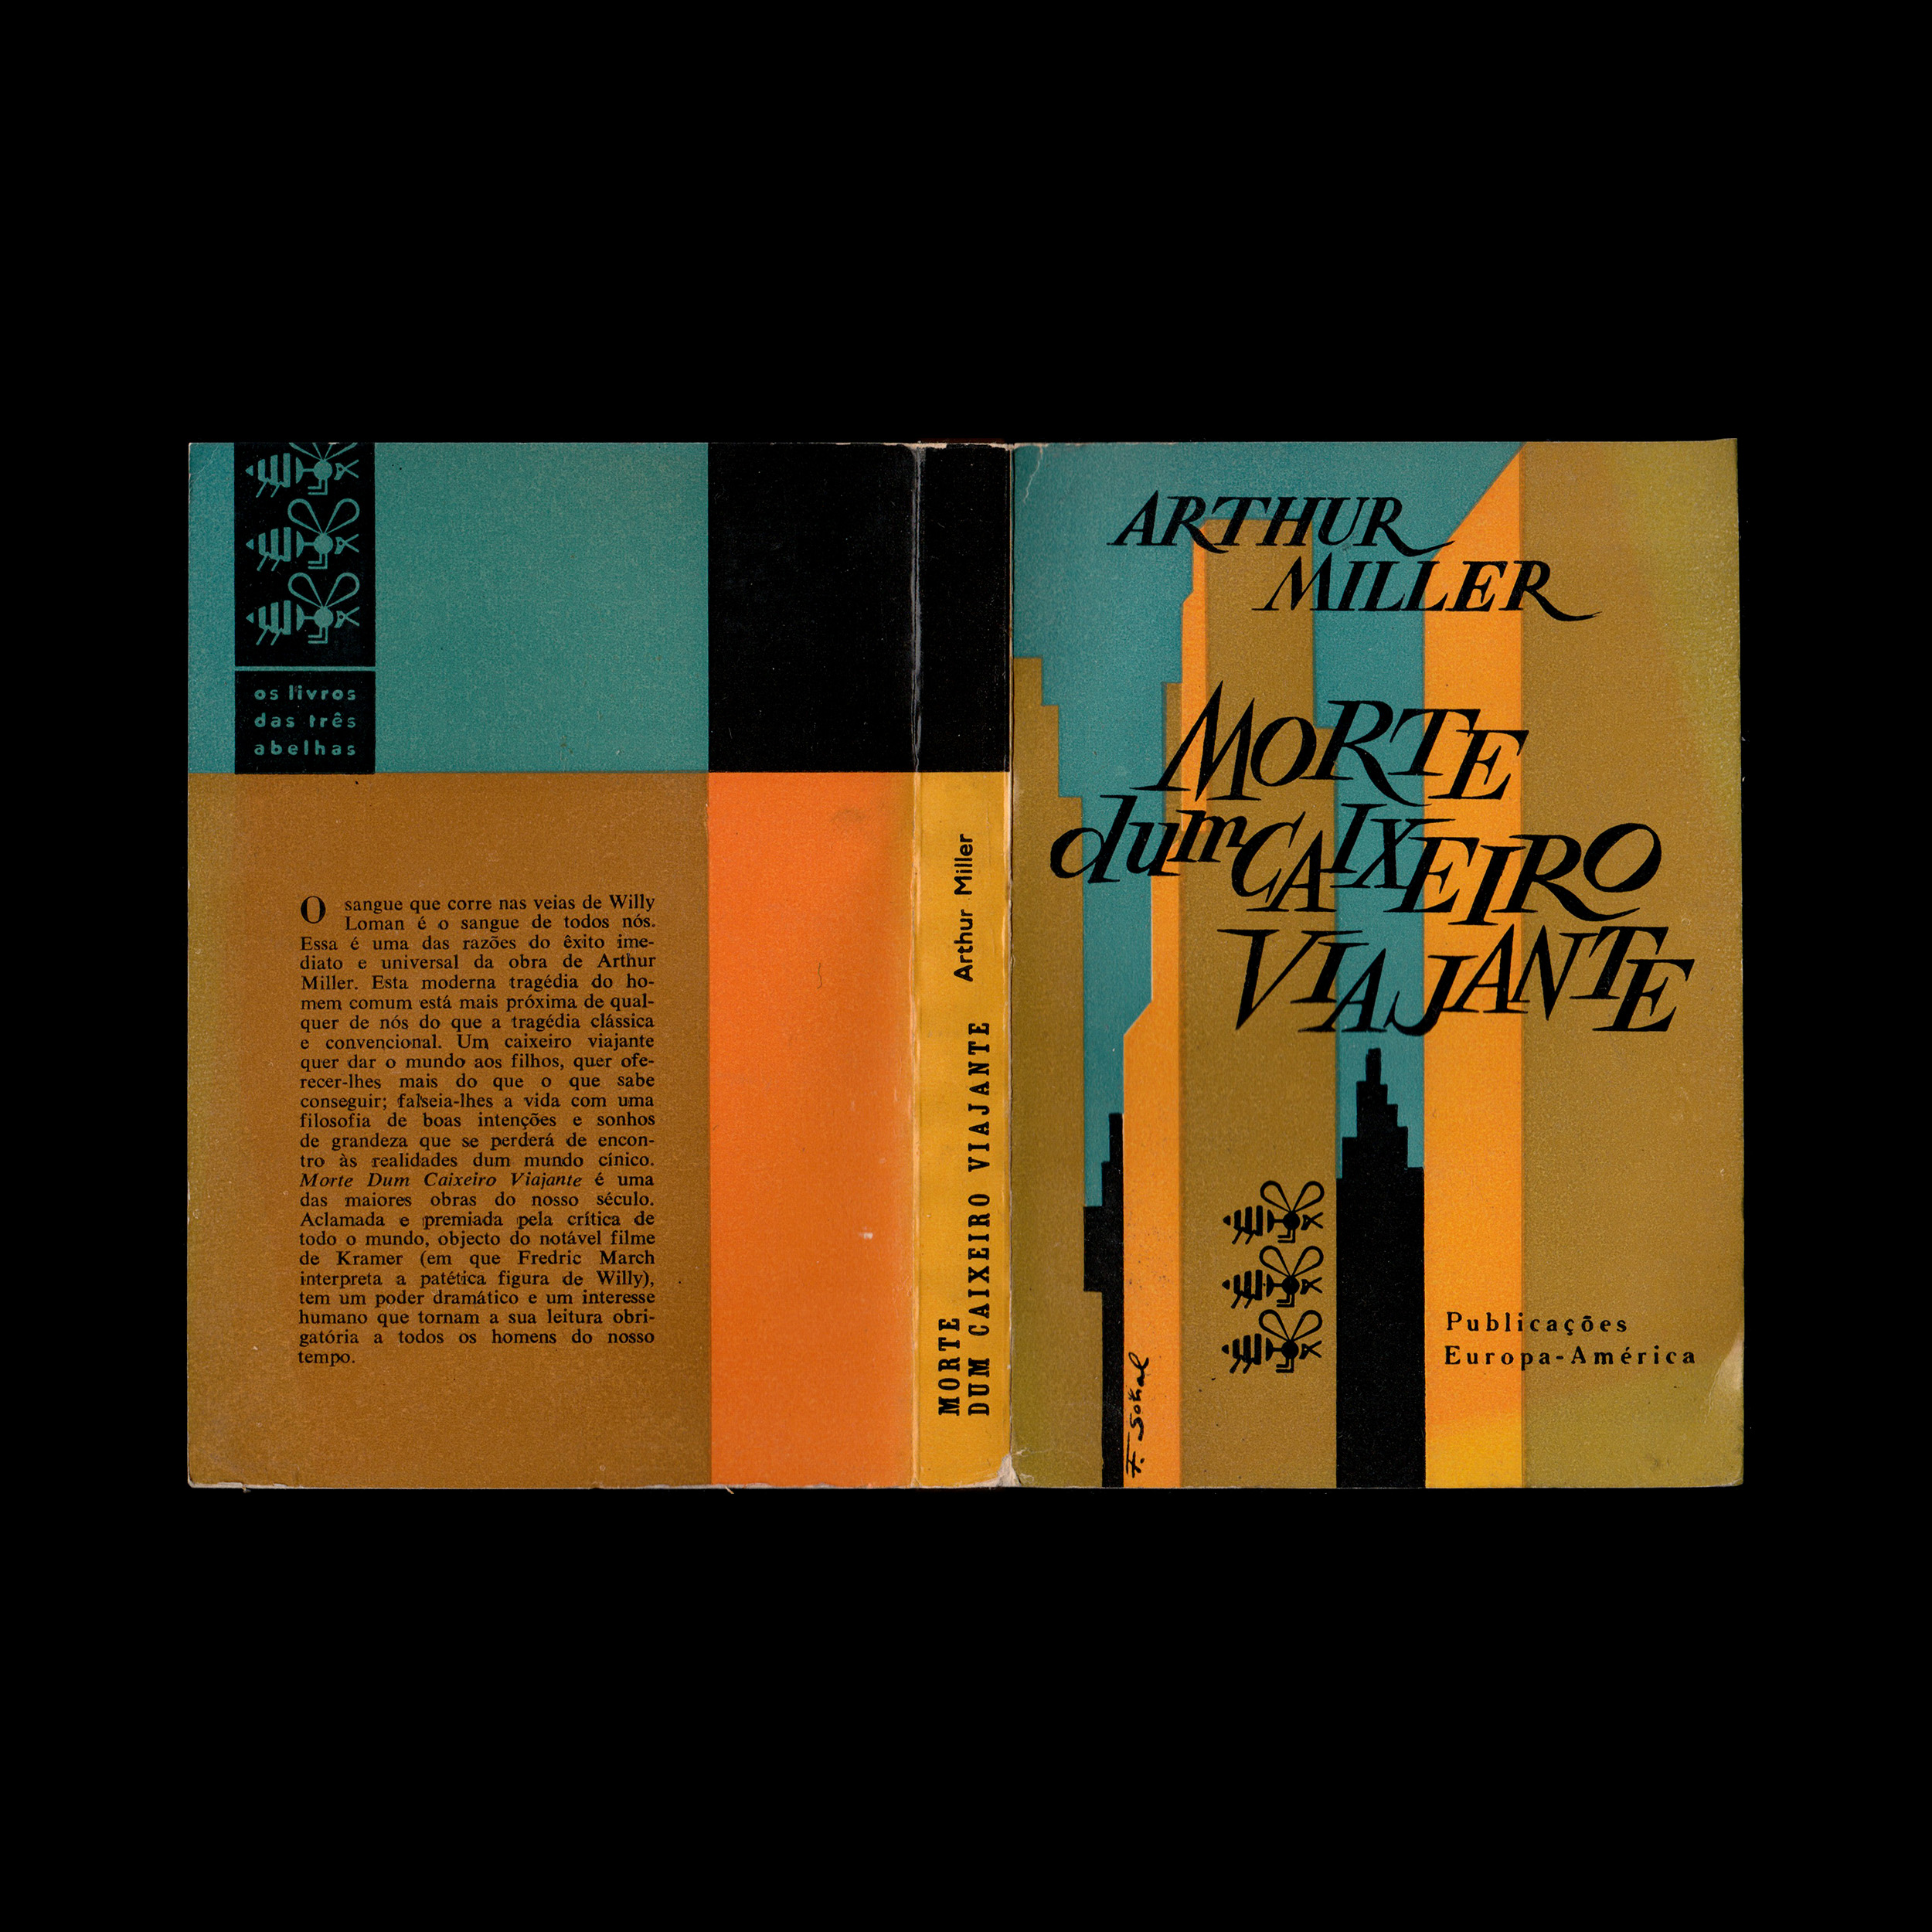 os livros
das três
abelhas
O sangue que corre nas veias de Willy
Loman é o sangue de todos nós.
Essa é uma das razões do êxito ime-
diato e universal da obra de Arthur
Miller. Esta moderna tragédia do ho-
mem comum está mais próxima de qual-
quer de nós do que a tragédia clássica
e convencional. Um caixeiro viajante
quer dar o mundo aos filhos, quer ofe-
recer-lhes mais do que o que sabe
conseguir; falseia-lhes a vida com uma
filosofia de boas intenções e sonhos
de grandeza que se perderá de encon-
tro às realidades dum mundo cínico.
Morte Dum Caixeiro Viajante é uma
das maiores obras do nosso século.
Aclamada e premiada pela crítica de
todo o mundo, objecto do notável filme
de Kramer (em que Fredric March
interpreta a patética figura de Willy),
tem um poder dramático e um interesse
humano que tornam a sua leitura obri-
gatória a todos os homens do nosso
tempo.
MORTE
DUM CAIXEIRO VIAJANTE Arthur Miller
ARTHUR
MILLER
MORTE
dum CAIXEIRO
VIAJANTE
F. Sokal
Publicações
Europa-América